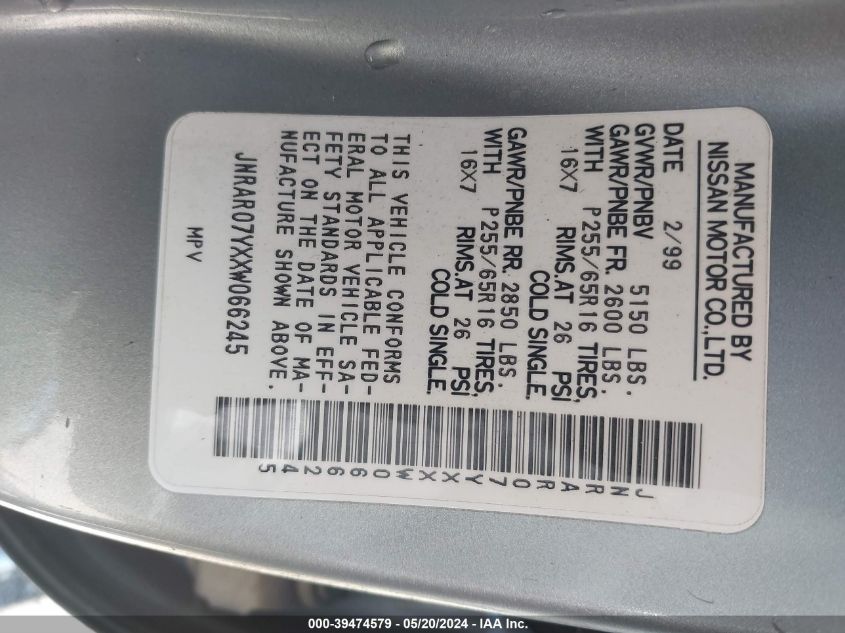 MANUFACTURED BY
NISSAN MOTOR CO.,LTD.
DATE 2/99
GVWR/PNBV 5150 LBS.
GAWR/PNBE FR. 2600 LBS.
WITH P255/65R16 TIRES,
16X7 RIMS.AT 26 PSI
COLD SINGLE.
GAWR/PNBE RR. 2850 LBS.
WITH P255/65R16 TIRES,
16X7 RIMS.AT 26 PSI
COLD SINGLE.
THIS VEHICLE CONFORMS
TO ALL APPLICABLE FED-
ERAL MOTOR VEHICLE SA-
FETY STANDARDS IN EFF-
ECT ON THE DATE OF MA-
NUFACTURE SHOWN ABOVE.
JNRAR07YXXW066245
MPV
JNRAR07YXXW066245
000-39474579 — 05/20/2024 — IAA Inc.